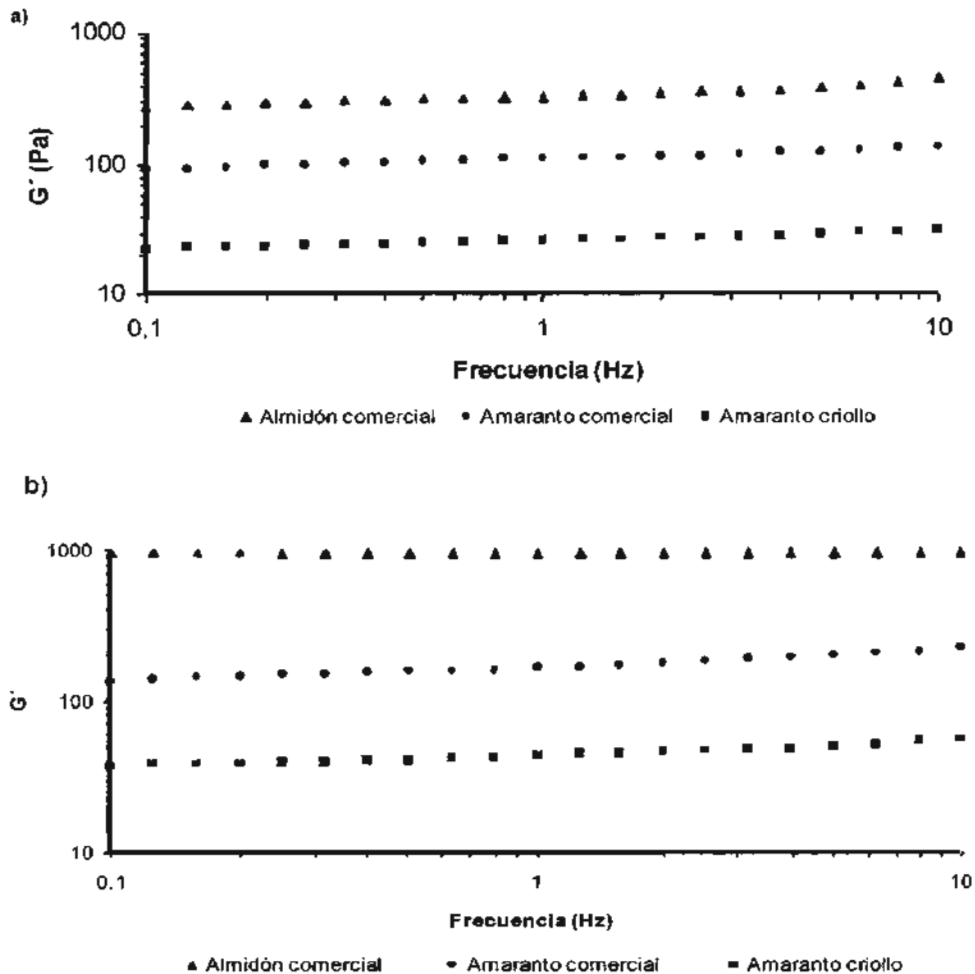 a)
1000
100
10
G´ (Pa)
0,1 1 10
Frecuencia (Hz)
Almidón comercial Amaranto comercial Amaranto criollo
b)
1000
100
10
G´
0.1 1 10
Frecuencia (Hz)
Almidón comercial Amaranto comercial Amaranto criollo